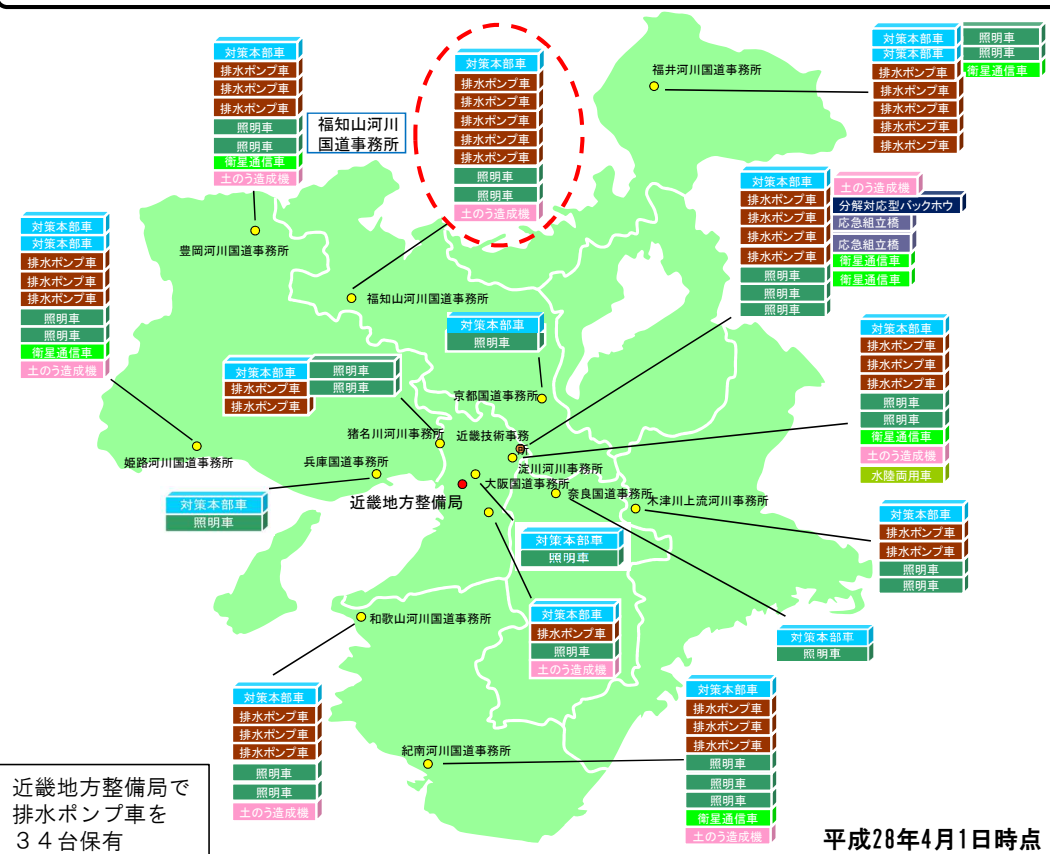 対策本部車
排水ポンプ車
排水ポンプ車
排水ポンプ車
照明車
照明車
衛星通信車
土のう造成機
豊岡河川国道事務所
福知山河川
国道事務所
対策本部車
排水ポンプ車
排水ポンプ車
排水ポンプ車
排水ポンプ車
排水ポンプ車
照明車
照明車
土のう造成機
福知山河川国道事務所
福井河川国道事務所
対策本部車
対策本部車
排水ポンプ車
排水ポンプ車
排水ポンプ車
排水ポンプ車
排水ポンプ車
照明車
照明車
衛星通信車
対策本部車
排水ポンプ車
排水ポンプ車
排水ポンプ車
排水ポンプ車
照明車
照明車
照明車
土のう造成機
分解対応型バックホウ
応急組立橋
応急組立橋
衛星通信車
衛星通信車
対策本部車
対策本部車
排水ポンプ車
排水ポンプ車
排水ポンプ車
照明車
照明車
衛星通信車
土のう造成機
姫路河川国道事務所
対策本部車
照明車
京都国道事務所
対策本部車
排水ポンプ車
排水ポンプ車
照明車
照明車
猪名川河川事務所
近畿技術事務
所
淀川河川事務所
対策本部車
排水ポンプ車
排水ポンプ車
排水ポンプ車
照明車
照明車
衛星通信車
土のう造成機
水陸両用車
兵庫国道事務所
対策本部車
照明車
大阪国道事務所
近畿地方整備局
奈良国道事務所
木津川上流河川事務所
対策本部車
照明車
対策本部車
排水ポンプ車
排水ポンプ車
照明車
照明車
対策本部車
排水ポンプ車
照明車
土のう造成機
対策本部車
照明車
和歌山河川国道事務所
対策本部車
排水ポンプ車
排水ポンプ車
排水ポンプ車
照明車
照明車
土のう造成機
紀南河川国道事務所
対策本部車
排水ポンプ車
排水ポンプ車
排水ポンプ車
照明車
照明車
照明車
衛星通信車
土のう造成機
近畿地方整備局で
排水ポンプ車を
３４台保有
平成28年4月1日時点